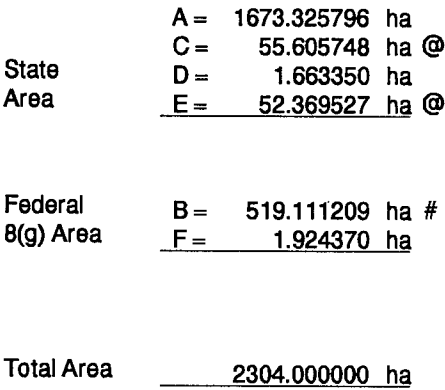 A = 1673.325796 ha
C = 55.605748 ha @
State D = 1.663350 ha
Area E = 52.369527 ha @
Federal B = 519.111209 ha #
8(g) Area F = 1.924370 ha
Total Area 2304.000000 ha